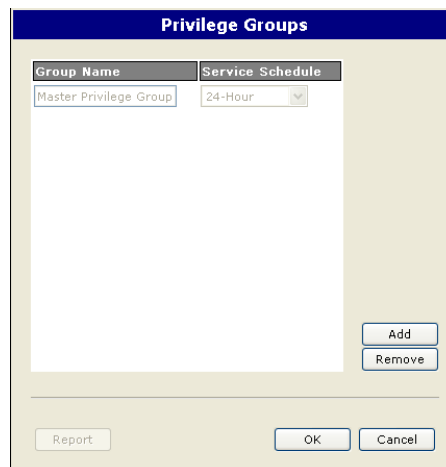 Privilege Groups
Group Name Service Schedule
Master Privilege Group 24-Hour
Add
Remove
Report OK Cancel